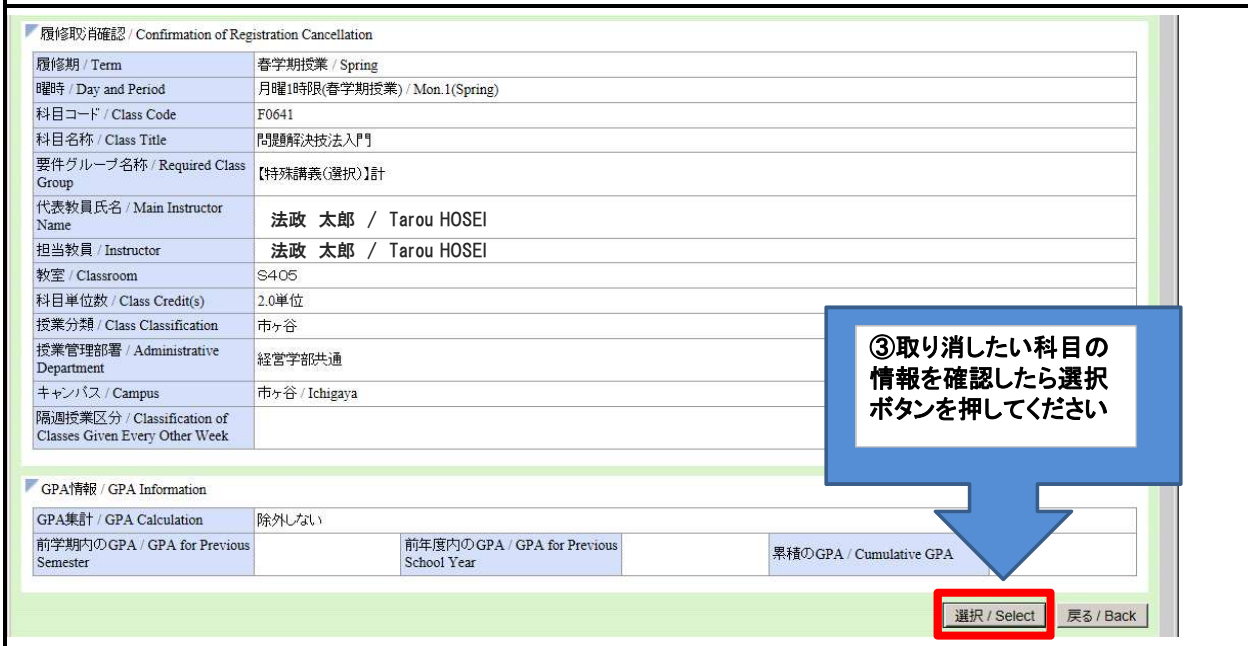 履修取消確認 / Confirmation of Registration Cancellation
履修期 / Term 春学期授業 / Spring
曜時 / Day and Period 月曜1時限(春学期授業) / Mon.1(Spring)
科目コード / Class Code F0641
科目名称 / Class Title 問題解決技法入門
要件グループ名称 / Required Class
Group
【特殊講義(選択)】計
代表教員氏名 / Main Instructor
Name
法政 太郎 / Tarou HOSEI
担当教員 / Instructor 法政 太郎 / Tarou HOSEI
教室 / Classroom S405
科目単位数 / Class Credit(s) 2.0単位
授業分類 / Class Classification 市ヶ谷
授業管理部署 / Administrative
Department
経営学部共通
キャンパス / Campus 市ヶ谷 / Ichigaya
隔週授業区分 / Classification of
Classes Given Every Other Week
③取り消したい科目の
情報を確認したら選択
ボタンを押してください
GPA情報 / GPA Information
GPA集計 / GPA Calculation 除外しない
前学期内のGPA / GPA for Previous
Semester
前年度内のGPA / GPA for Previous
School Year
累積のGPA / Cumulative GPA
選択 / Select 戻る / Back